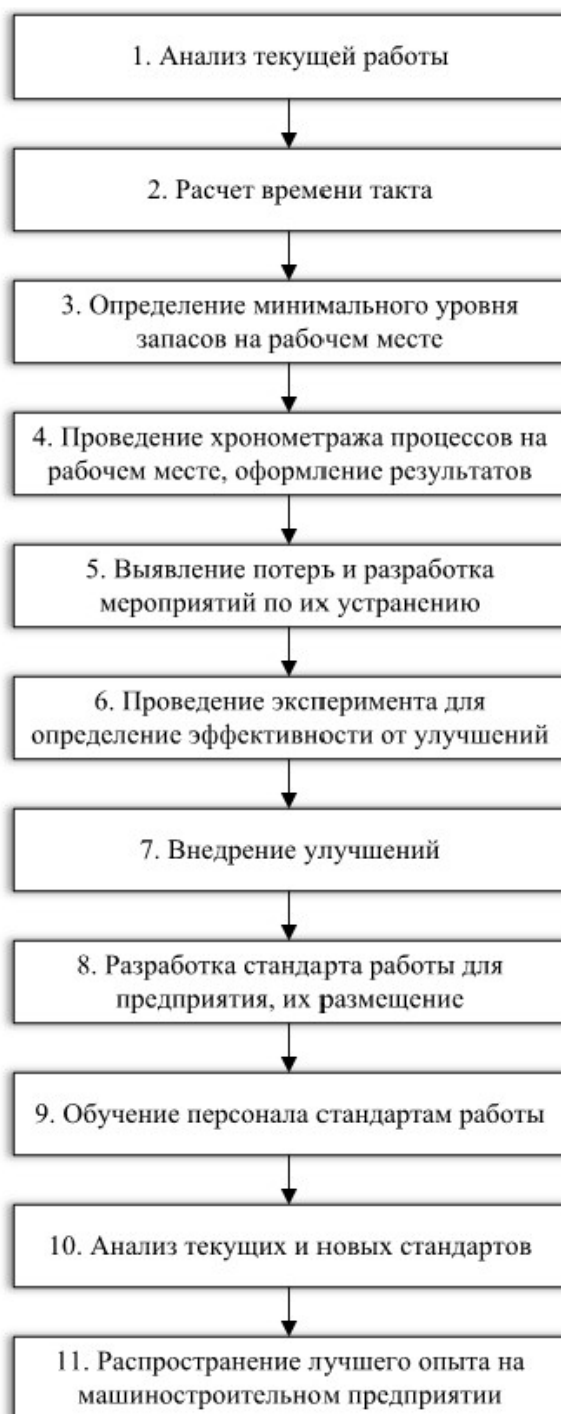 1. Анализ текущей работы
2. Расчет времени такта
3. Определение минимального уровня
запасов на рабочем месте
4. Проведение хронометража процессов на
рабочем месте, оформление результатов
5. Выявление потерь и разработка
мероприятий по их устранению
6. Проведение эксперимента для
определение эффективности от улучшений
7. Внедрение улучшений
8. Разработка стандарта работы для
предприятия, их размещение
9. Обучение персонала стандартам работы
10. Анализ текущих и новых стандартов
11. Распространение лучшего опыта на
машиностроительном предприятии